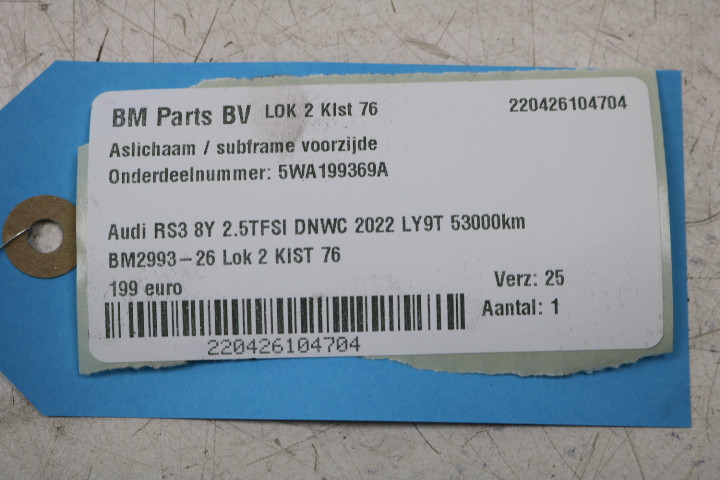 BM Parts BV LOK 2 KIst 76 220426104704
Aslichaam / subframe voorzijde
Onderdeelnummer: 5WA199369A
Audi RS3 8Y 2.5TFSI DNWC 2022 LY9T 53000km
BM2993-26 Lok 2 KIST 76
199 euro Verz: 25
Aantal: 1
220426104704